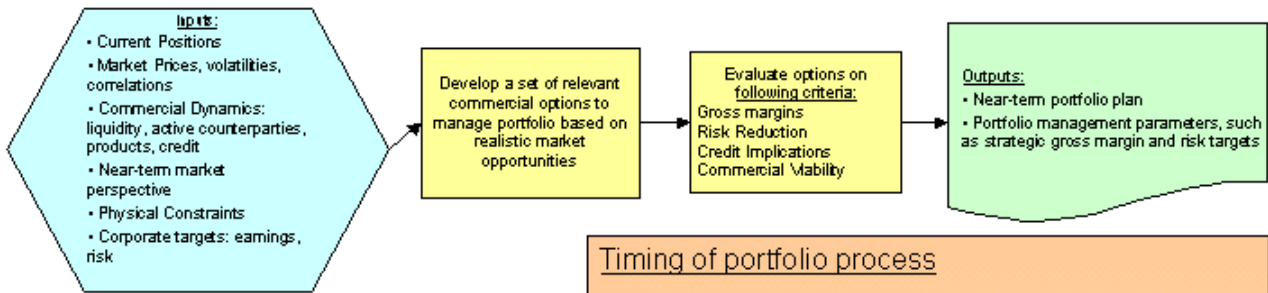 Inputs:
• Current Positions
• Market Prices, volatilities,
correlations
• Commercial Dynamics:
liquidity, active counterparties,
products, credit
• Near-term market
perspective
• Physical Constraints
• Corporate targets: earnings,
risk
Develop a set of relevant
commercial options to
manage portfolio based on
realistic market
opportunities
Evaluate options on
following criteria:
Gross margins
Risk Reduction
Credit Implications
Commercial Viability
Outputs:
• Near-term portfolio plan
• Portfolio management parameters, such
as strategic gross margin and risk targets
Timing of portfolio process